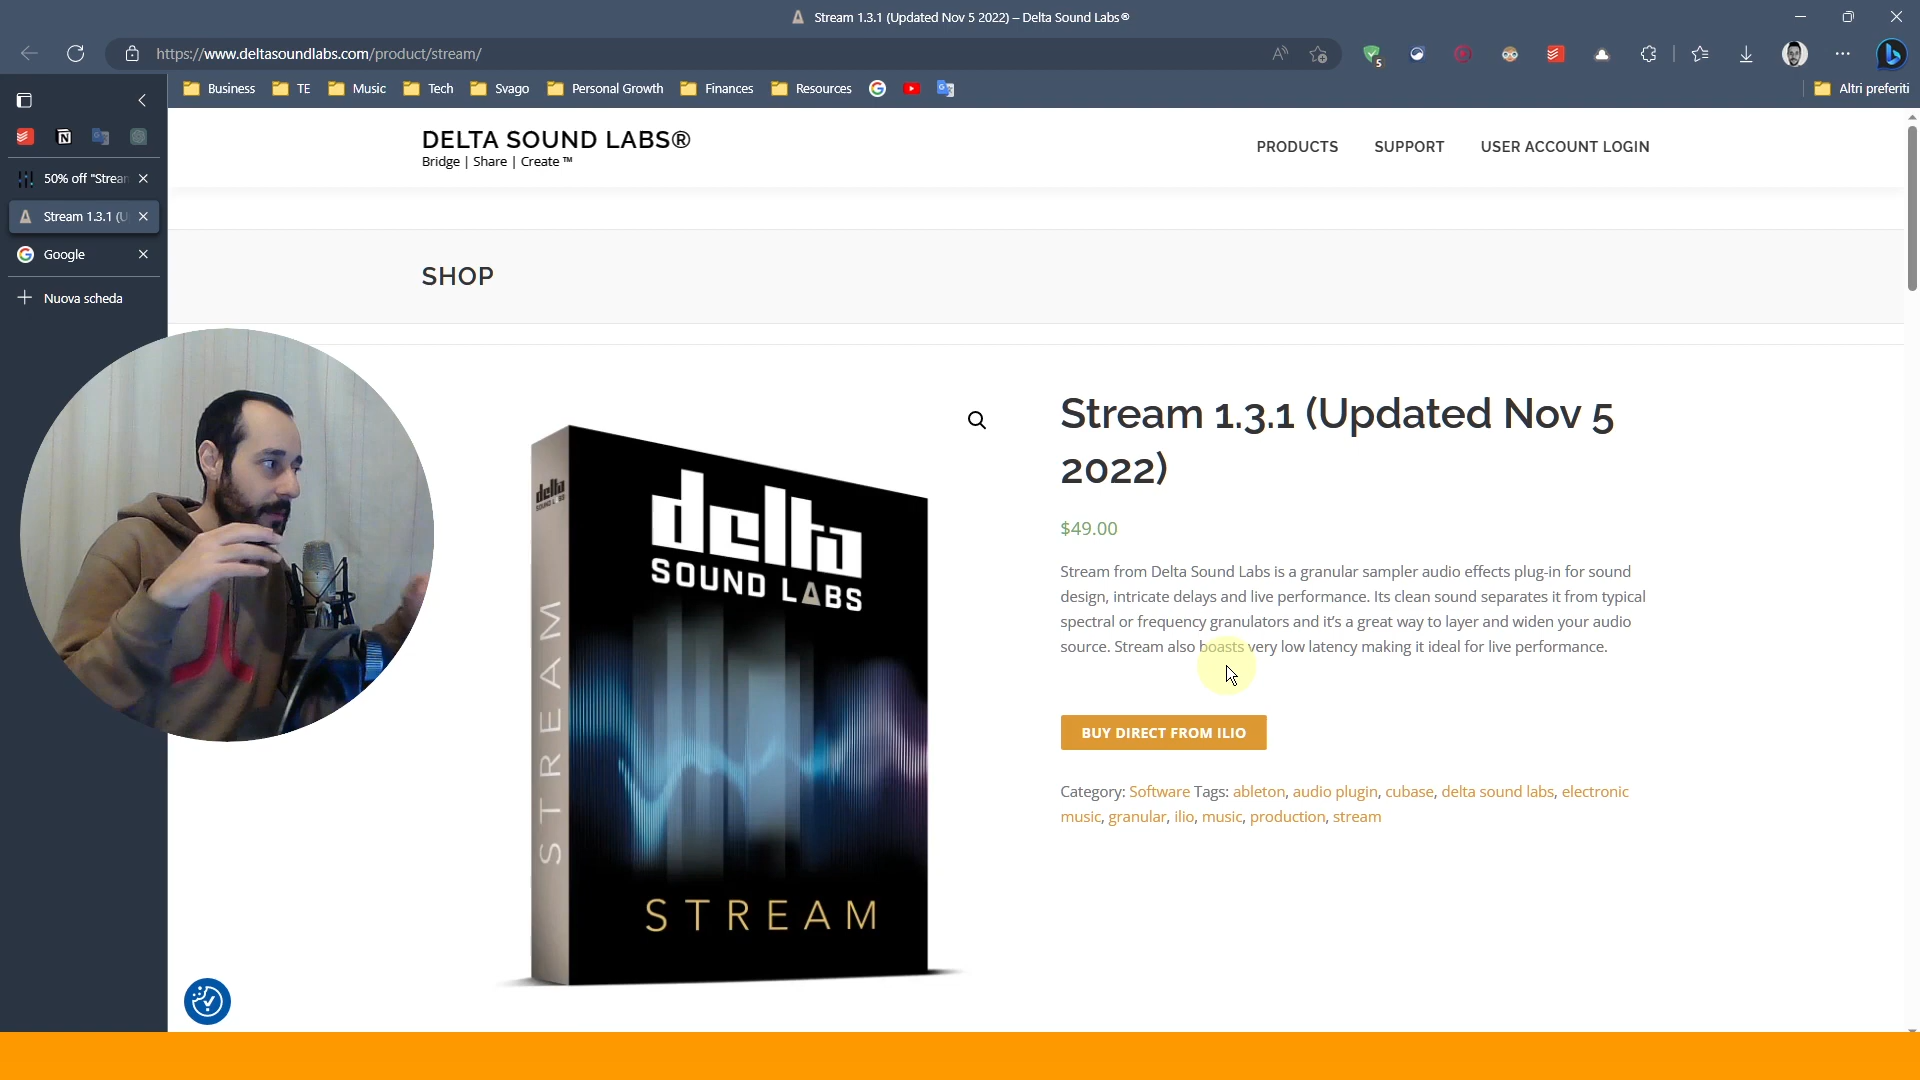 Stream 1.3.1 (Updated Nov 5 2022) – Delta Sound Labs®
https://www.deltasoundlabs.com/product/stream/
5
Business TE Music Tech Svago Personal Growth Finances Resources Altri preferiti
50% off "Strear
Stream 1.3.1 (U
Google
Nuova scheda
DELTA SOUND LABS®
Bridge | Share | Create ™
PRODUCTS SUPPORT USER ACCOUNT LOGIN
SHOP
delta
SOUND LABS
STREAM
delta
SOUND LABS
STREAM
Stream 1.3.1 (Updated Nov 5
2022)
$49.00
Stream from Delta Sound Labs is a granular sampler audio effects plug-in for sound
design, intricate delays and live performance. Its clean sound separates it from typical
spectral or frequency granulators and it's a great way to layer and widen your audio
source. Stream also boasts very low latency making it ideal for live performance.
BUY DIRECT FROM ILIO
Category: Software Tags: ableton, audio plugin, cubase, delta sound labs, electronic
music, granular, ilio, music, production, stream